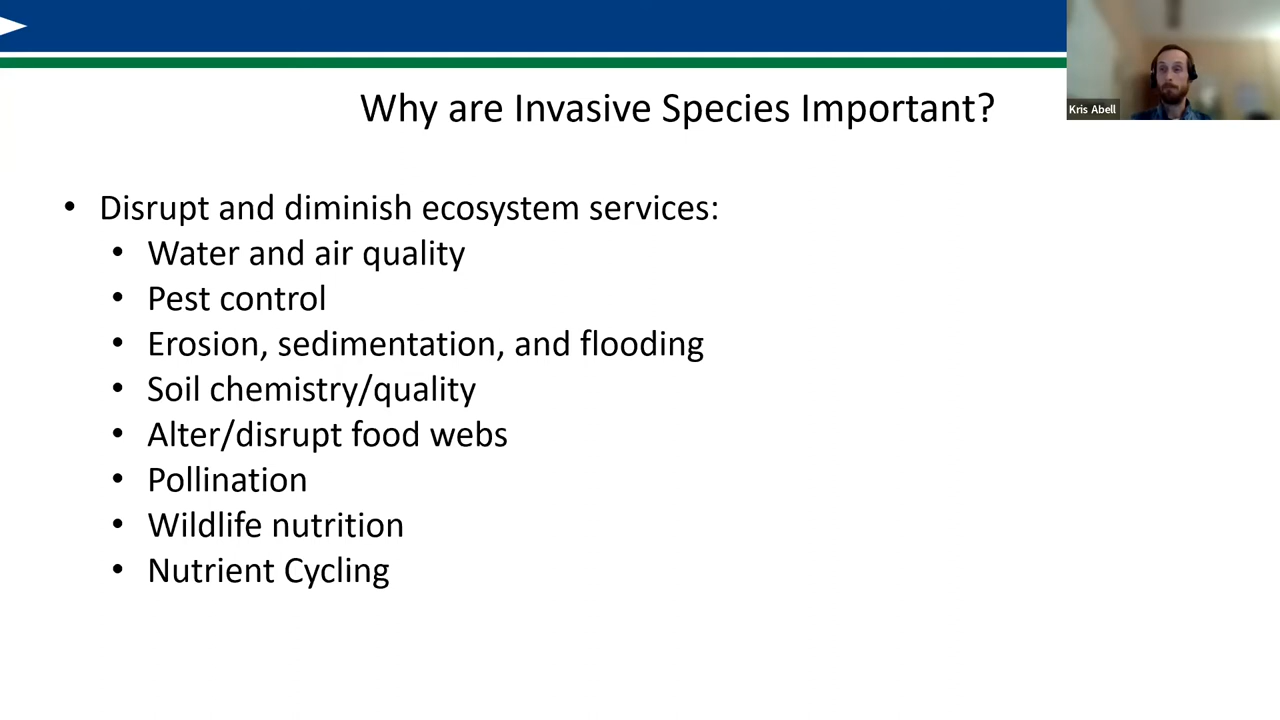 Why are Invasive Species Important?
Kris Abell
• Disrupt and diminish ecosystem services:
• Water and air quality
• Pest control
• Erosion, sedimentation, and flooding
• Soil chemistry/quality
• Alter/disrupt food webs
• Pollination
• Wildlife nutrition
• Nutrient Cycling